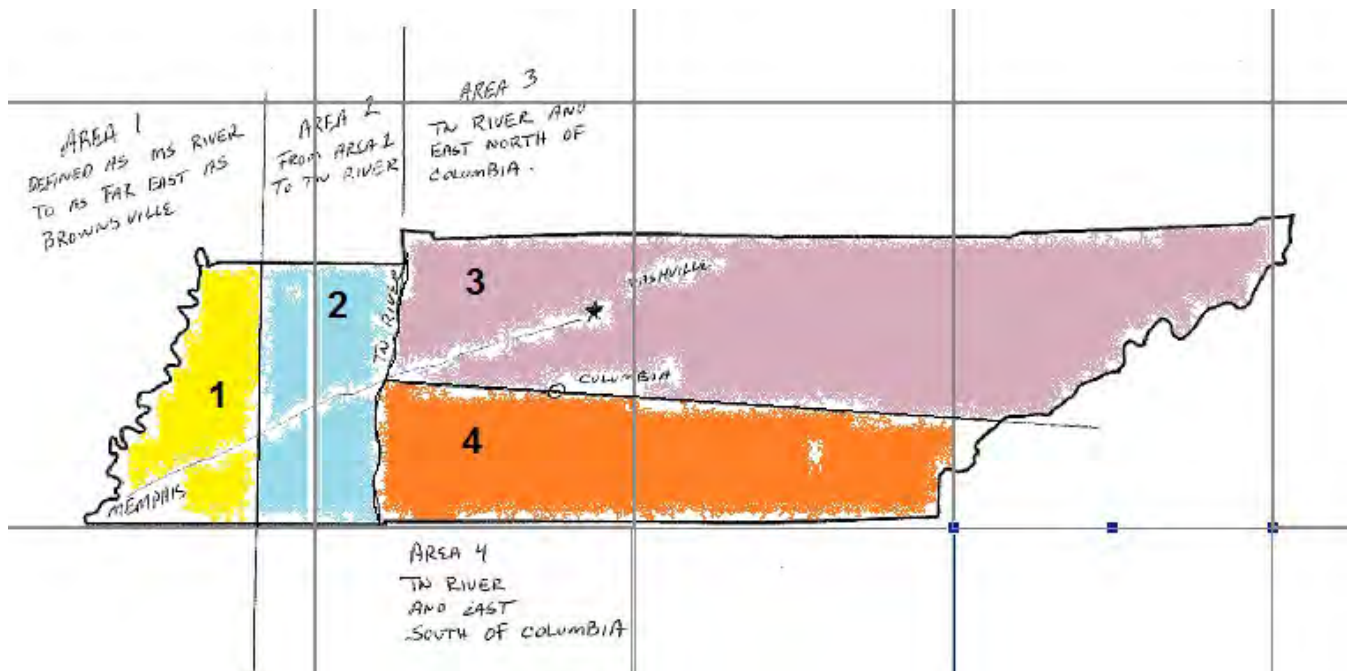 AREA 1
DEFINED AS MS RIVER
TO AS FAR EAST AS
BROWNSVILLE
AREA 2
FROM AREA 1
TO TN RIVER
AREA 3
TN RIVER AND
EAST NORTH OF
COLUMBIA.
1
2
3
4
TN RIVER
NASHVILLE
COLUMBIA
MEMPHIS
AREA 4
TN RIVER
AND EAST
SOUTH OF COLUMBIA